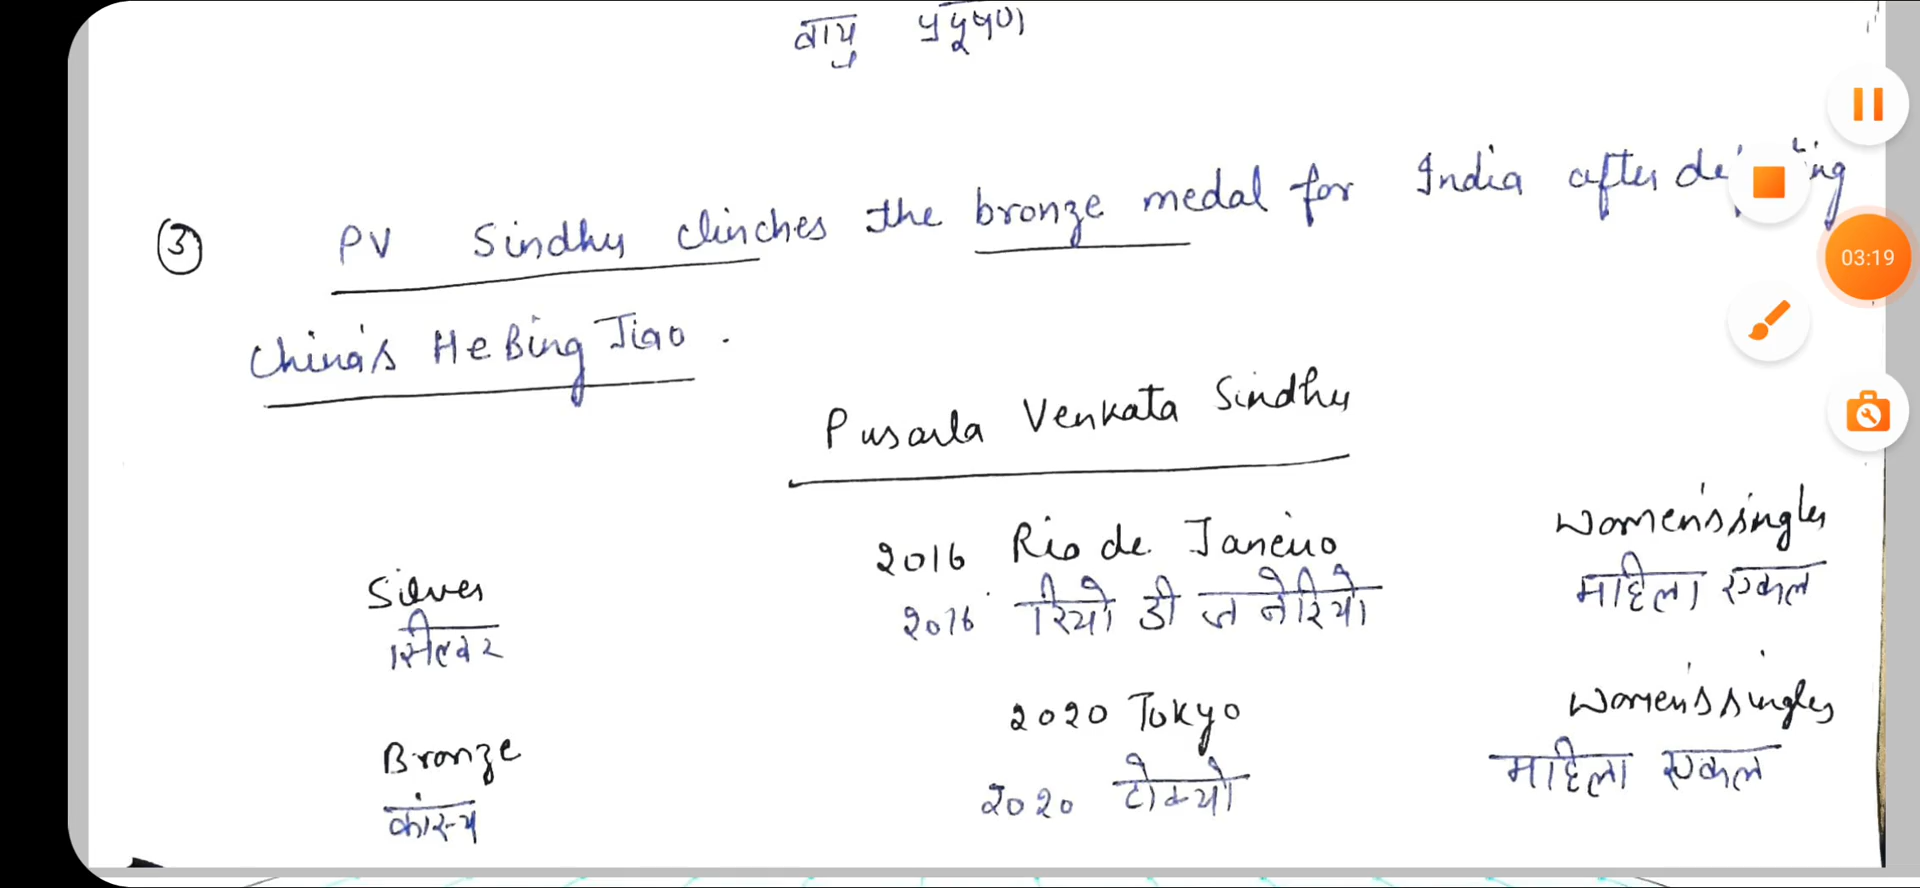 वायु प्रदूषण
03:19
③ PV Sindhu clinches the bronze medal for India after
China's He Bing Jiao.
Pusarla Venkata Sindhu
Silver 2016 Rio de Janeiro Women's singles
सिल्वर 2016 रियो डी ज नेरियो महिला एकल
Bronze 2020 Tokyo Women's singles
कांस्य 2020 टोक्यो महिला एकल